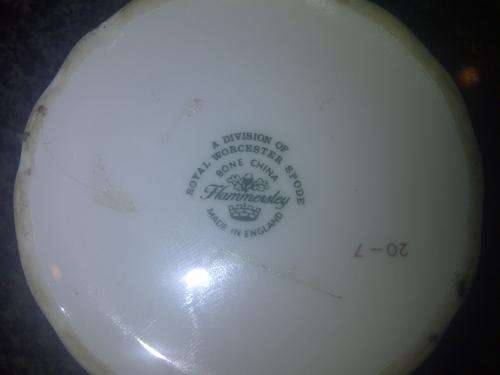 A DIVISION OF
ROYAL WORCESTER SPODE
BONE CHINA
Hammersley
MADE IN ENGLAND
20-7